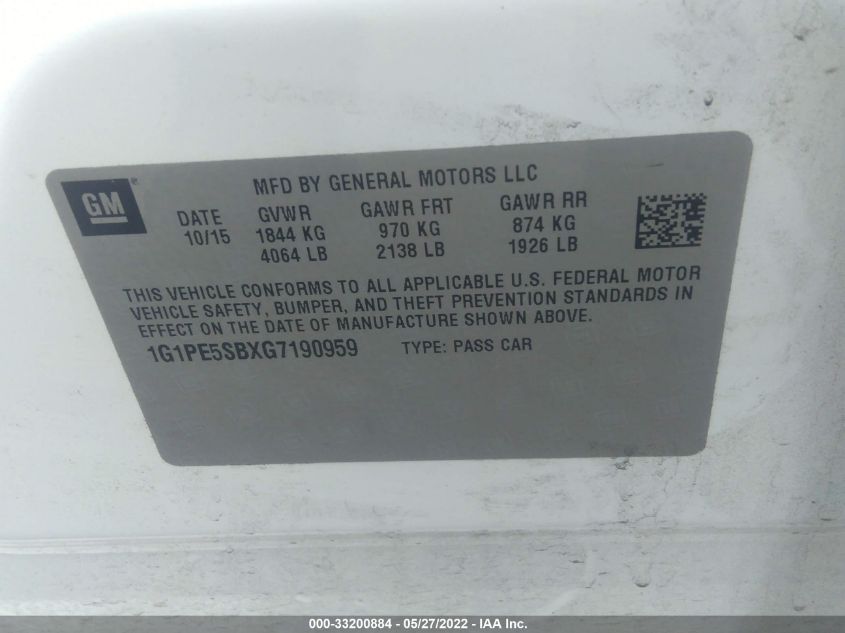 MFD BY GENERAL MOTORS LLC
GM
DATE GVWR GAWR FRT GAWR RR
10/15 1844 KG 970 KG 874 KG
4064 LB 2138 LB 1926 LB
THIS VEHICLE CONFORMS TO ALL APPLICABLE U.S. FEDERAL MOTOR
VEHICLE SAFETY, BUMPER, AND THEFT PREVENTION STANDARDS IN
EFFECT ON THE DATE OF MANUFACTURE SHOWN ABOVE.
1G1PE5SBXG7190959 TYPE: PASS CAR
000-33200884 - 05/27/2022 - IAA Inc.